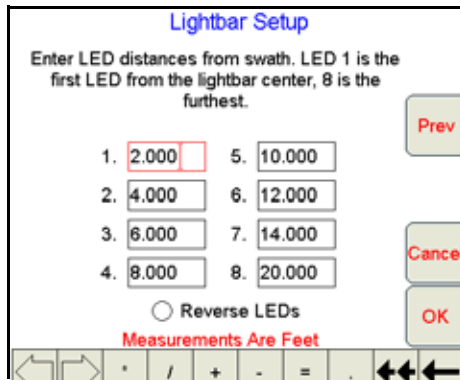 Lightbar Setup
Enter LED distances from swath. LED 1 is the
first LED from the lightbar center, 8 is the
furthest.
Prev
1. 2.000 5. 10.000
2. 4.000 6. 12.000
3. 6.000 7. 14.000
Cance
4. 8.000 8. 20.000
Reverse LEDs
OK
Measurements Are Feet
* / + - = .